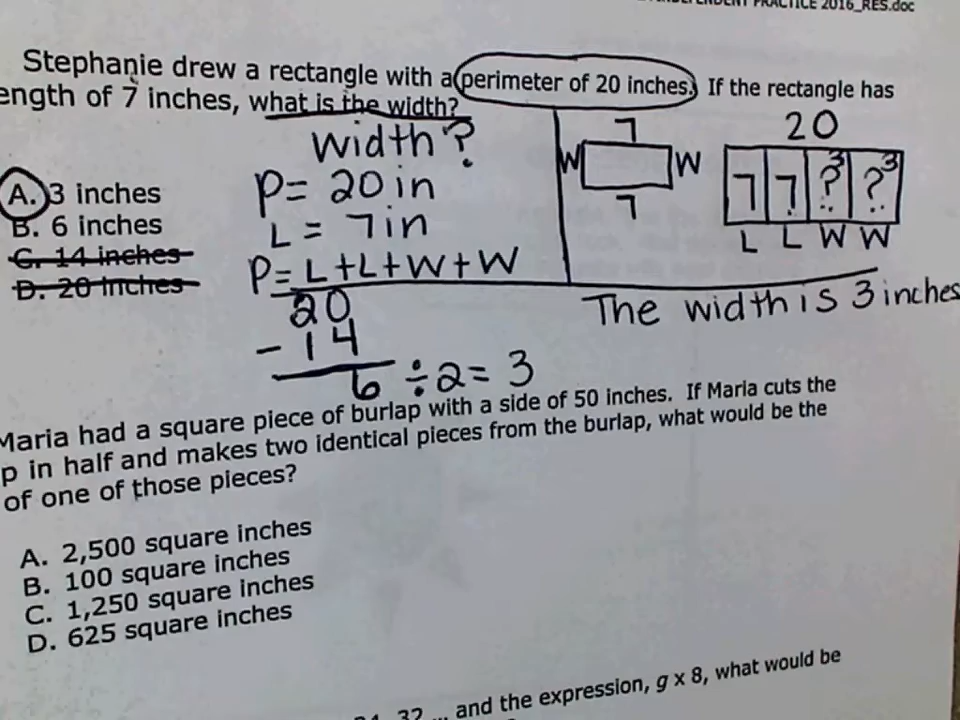 PRACTICE 2016_RES.doc
Stephanie drew a rectangle with a perimeter of 20 inches. If the rectangle has
ength of 7 inches, what is the width?
A. 3 inches
B. 6 inches
C. 14 inches
D. 20 inches
width?
P= 20 in
L = 7in
P= L+L+W+W
20
- 14
6 ÷2= 3
7
W W
7
20
7 7 ? 3 ? 3
L L W W
The width is 3 inches
Maria had a square piece of burlap with a side of 50 inches. If Maria cuts the
p in half and makes two identical pieces from the burlap, what would be the
of one of those pieces?
A. 2,500 square inches
B. 100 square inches
C. 1,250 square inches
D. 625 square inches
32, ... and the expression, g x 8, what would be